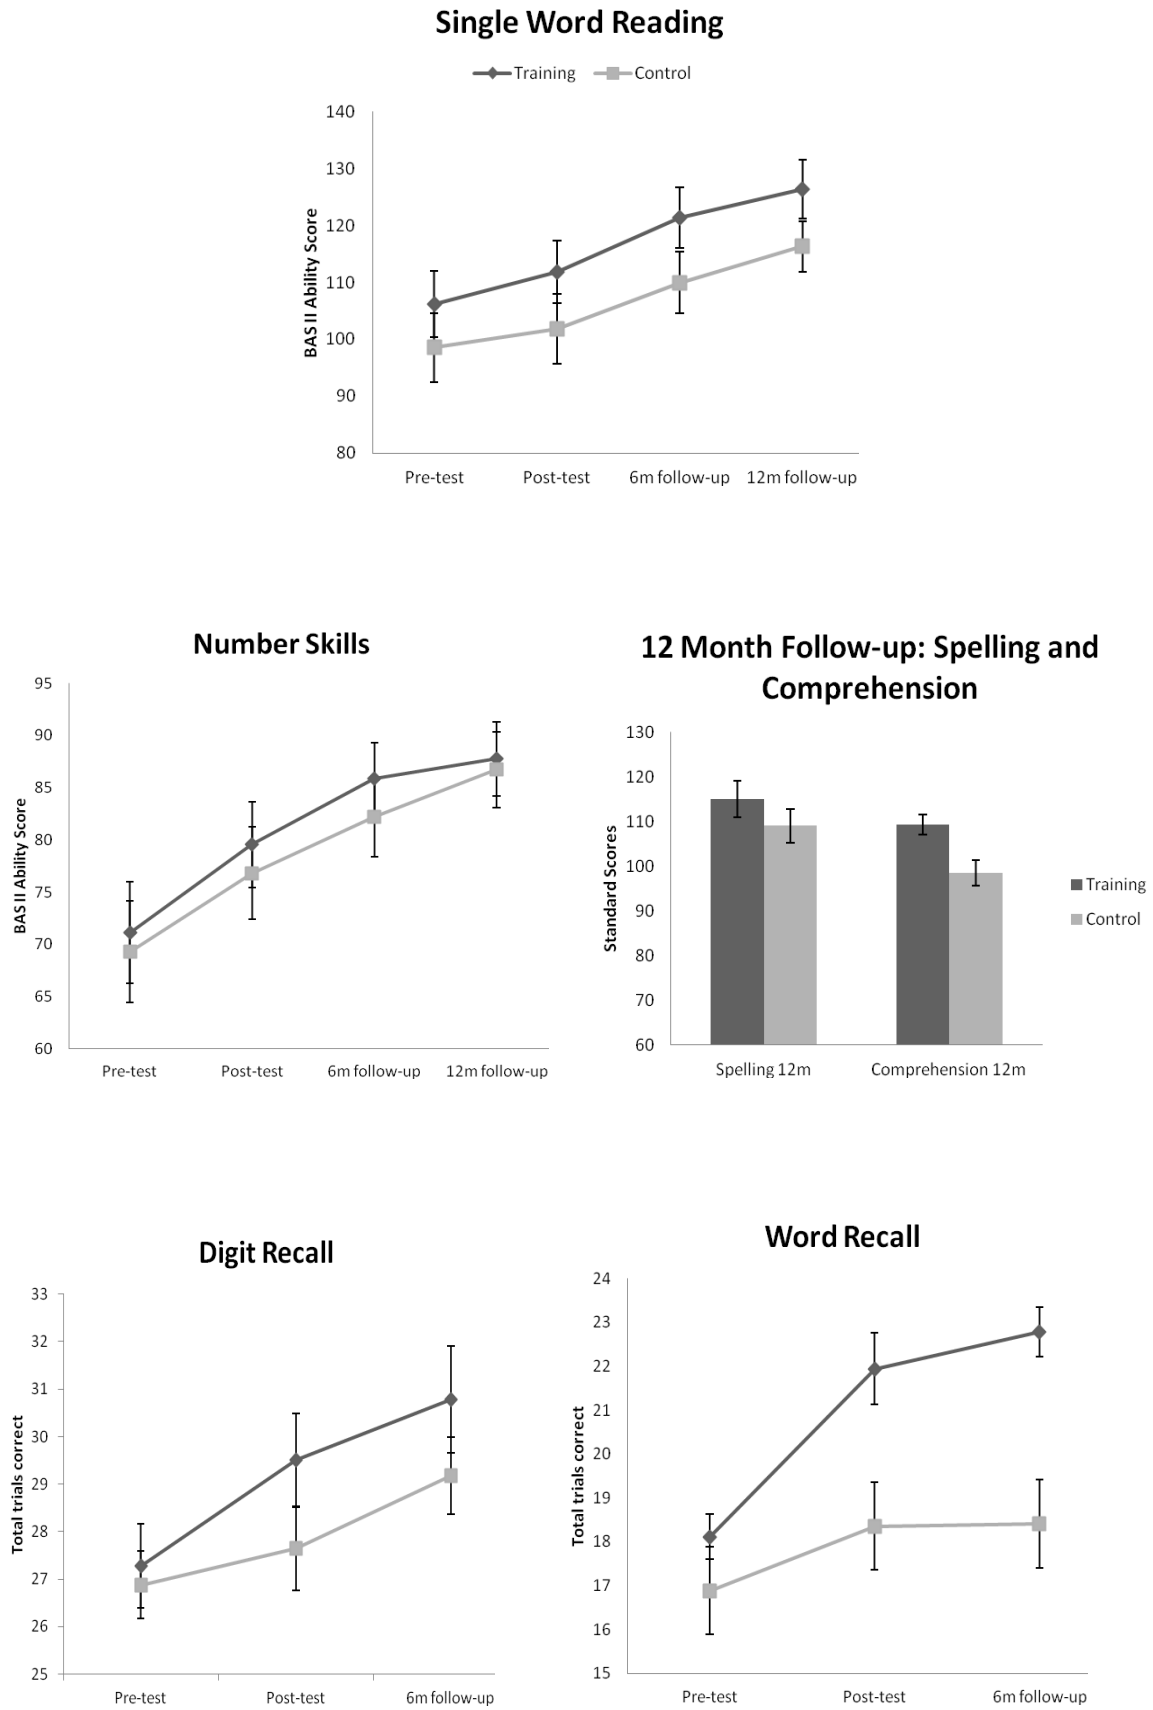 Single Word Reading
Training Control
140
130
120
110
100
90
80
BAS II Ability Score
Pre-test Post-test 6m follow-up 12m follow-up
Number Skills
95
90
85
80
75
70
65
60
BAS II Ability Score
Pre-test Post-test 6m follow-up 12m follow-up
12 Month Follow-up: Spelling and
Comprehension
130
120
110
100
90
80
70
60
Standard Scores
Spelling 12m Comprehension 12m
Training
Control
Digit Recall
33
32
31
30
29
28
27
26
25
Total trials correct
Pre-test Post-test 6m follow-up
Word Recall
24
23
22
21
20
19
18
17
16
15
Total trials correct
Pre-test Post-test 6m follow-up